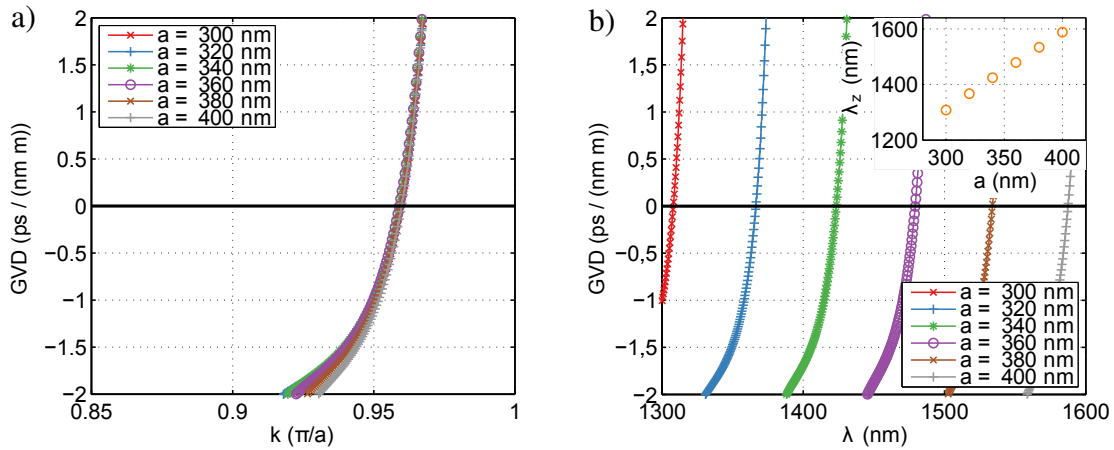 a)
a = 300 nm
a = 320 nm
a = 340 nm
a = 360 nm
a = 380 nm
a = 400 nm
GVD (ps / (nm m))
2
1.5
1
0.5
0
−0.5
−1
−1.5
−2
0.85
0.9
0.95
1
k (π/a)
b)
GVD (ps / (nm m))
2
1.5
1
0.5
0
−0.5
−1
−1.5
−2
1300
1400
1500
1600
λ (nm)
λz (nm)
1600
1400
1200
300
350
400
a (nm)
a = 300 nm
a = 320 nm
a = 340 nm
a = 360 nm
a = 380 nm
a = 400 nm